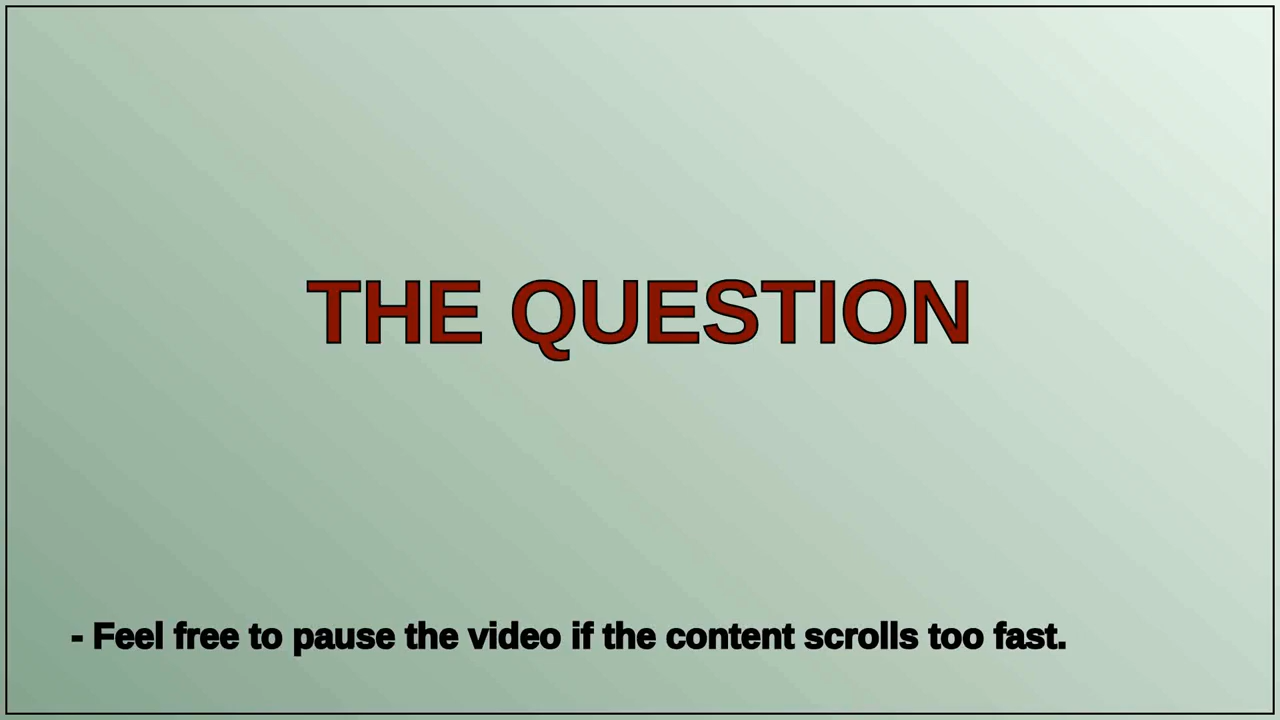 THE QUESTION
- Feel free to pause the video if the content scrolls too fast.